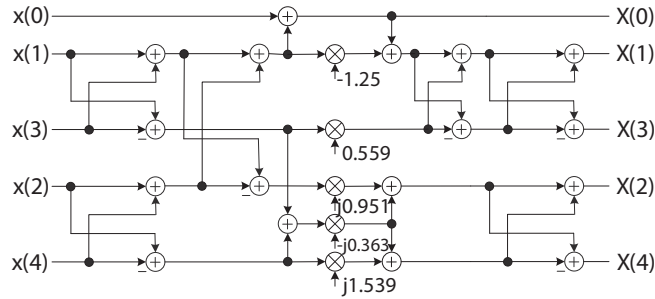 x(0) X(0)
x(1) X(1)
-1.25
x(3) X(3)
0.559
x(2) X(2)
j0.951
-j0.363
x(4) X(4)
j1.539